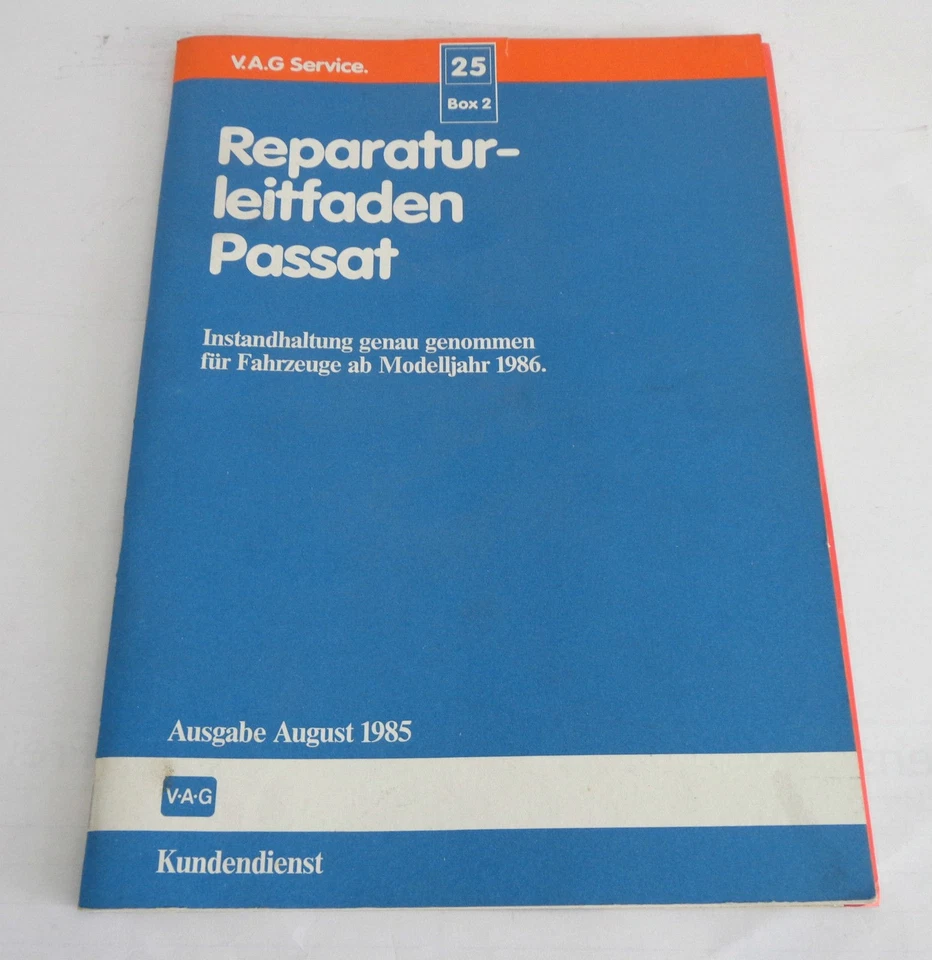 V.A.G Service.
25
Box 2
Reparatur-
leitfaden
Passat
Instandhaltung genau genommen
für Fahrzeuge ab Modelljahr 1986.
Ausgabe August 1985
V·A·G
Kundendienst